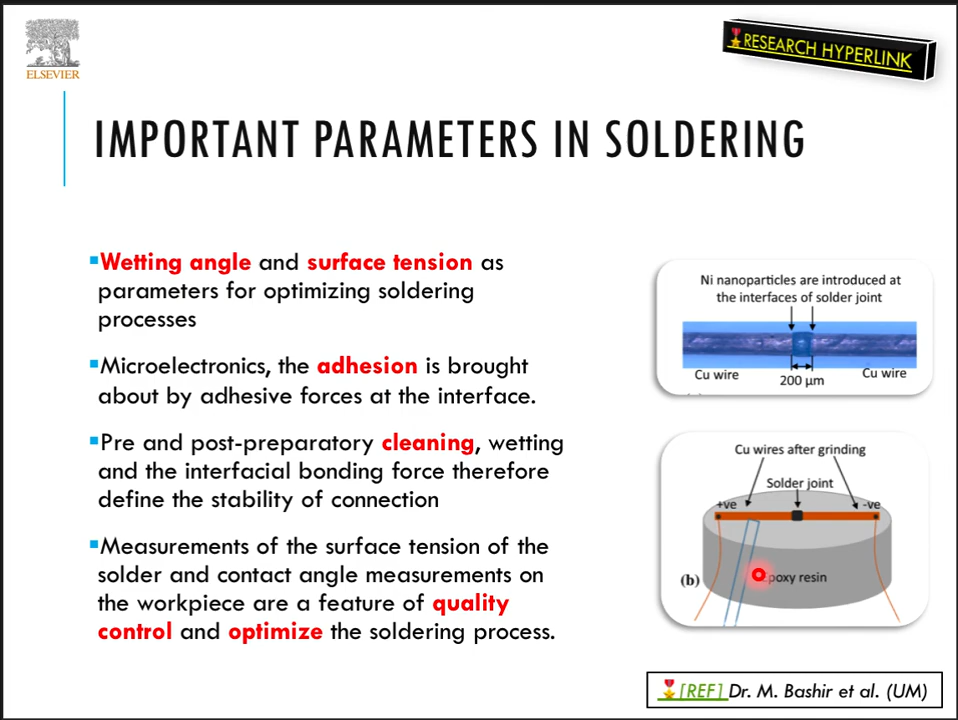 ELSEVIER
RESEARCH HYPERLINK
IMPORTANT PARAMETERS IN SOLDERING
Wetting angle and surface tension as
parameters for optimizing soldering
processes
Microelectronics, the adhesion is brought
about by adhesive forces at the interface.
Pre and post-preparatory cleaning, wetting
and the interfacial bonding force therefore
define the stability of connection
Measurements of the surface tension of the
solder and contact angle measurements on
the workpiece are a feature of quality
control and optimize the soldering process.
Ni nanoparticles are introduced at
the interfaces of solder joint
Cu wire
200 μm
Cu wire
Cu wires after grinding
Solder joint
+ve
-ve
(b)
poxy resin
[REF] Dr. M. Bashir et al. (UM)